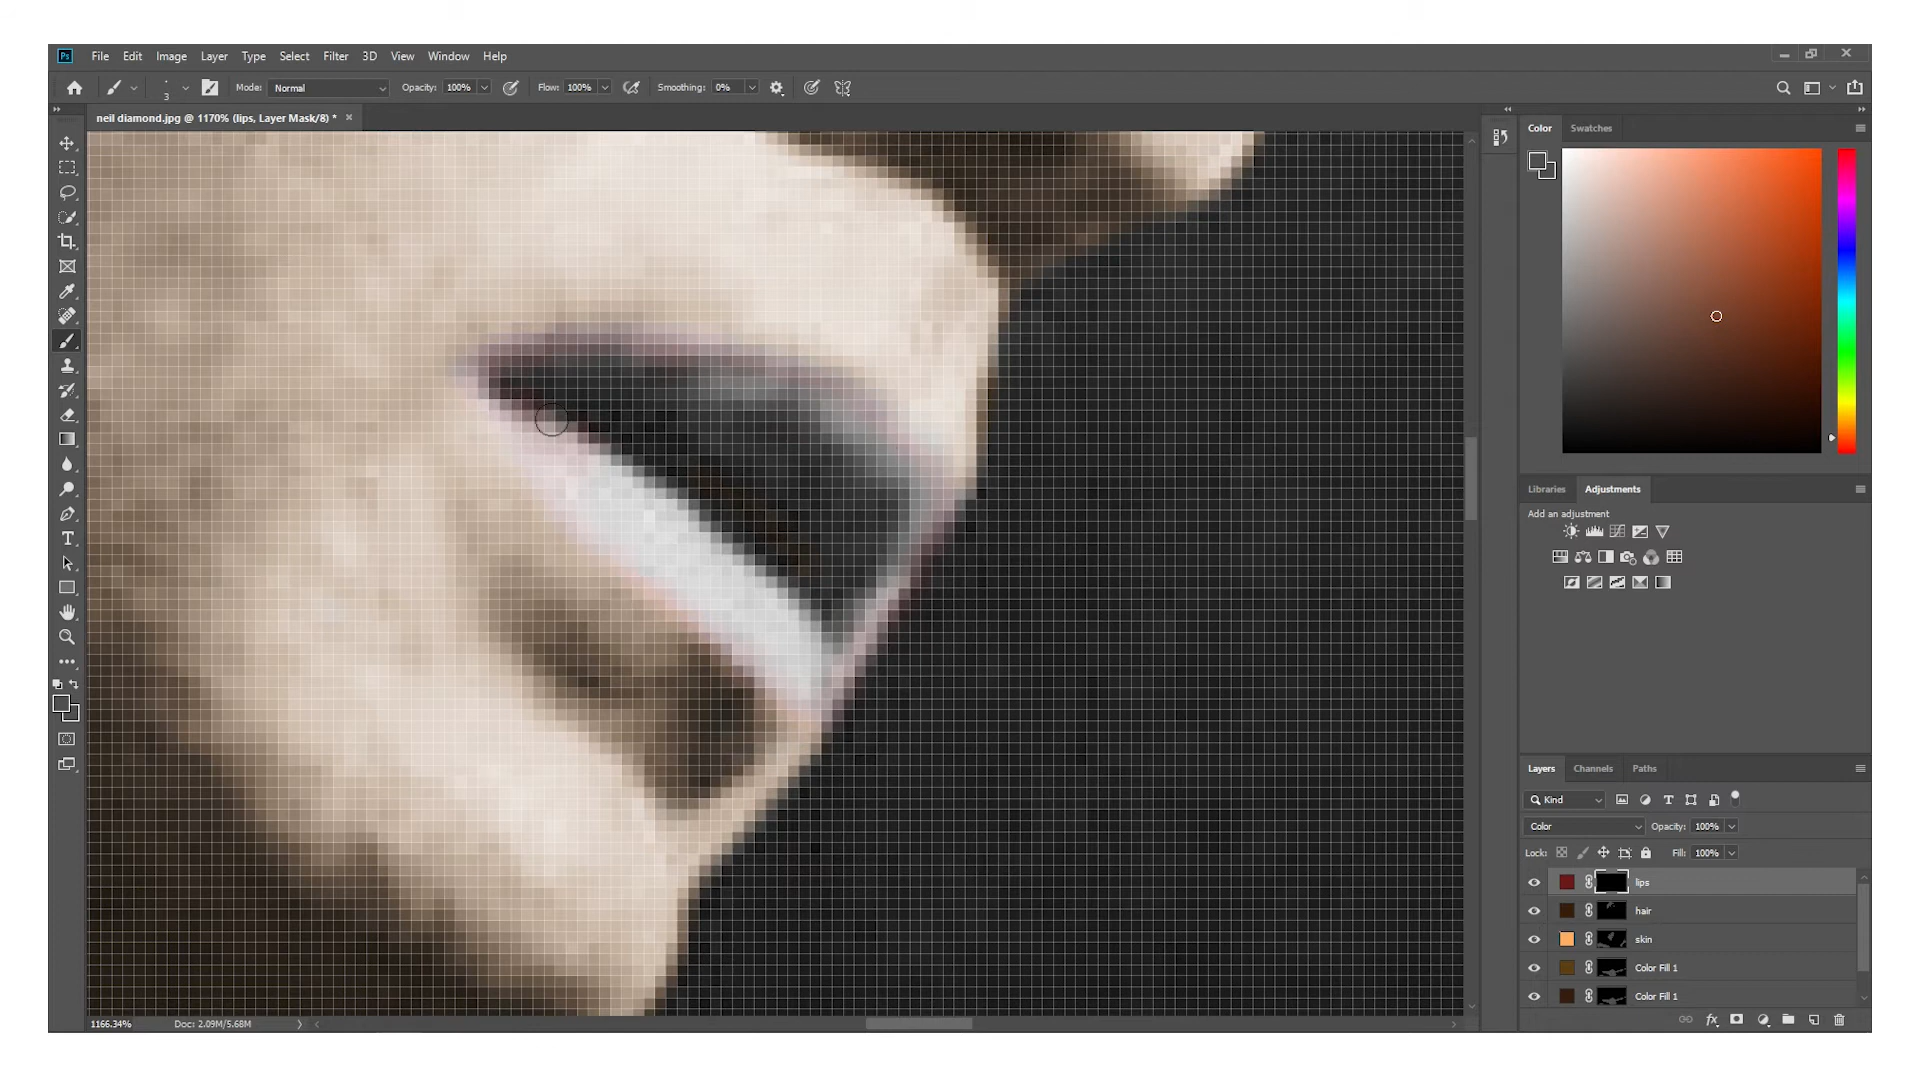 Ps File Edit Image Layer Type Select Filter 3D View Window Help
3 Mode: Normal Opacity: 100% Flow: 100% Smoothing: 0%
neil diamond.jpg @ 1170% (lips, Layer Mask/8) *
Color Swatches
Libraries Adjustments
Add an adjustment
Layers Channels Paths
Kind
Color Opacity: 100%
Lock: Fill: 100%
lips
hair
skin
Color Fill 1
Color Fill 1
fx
1166.34% Doc: 2.09M/5.68M